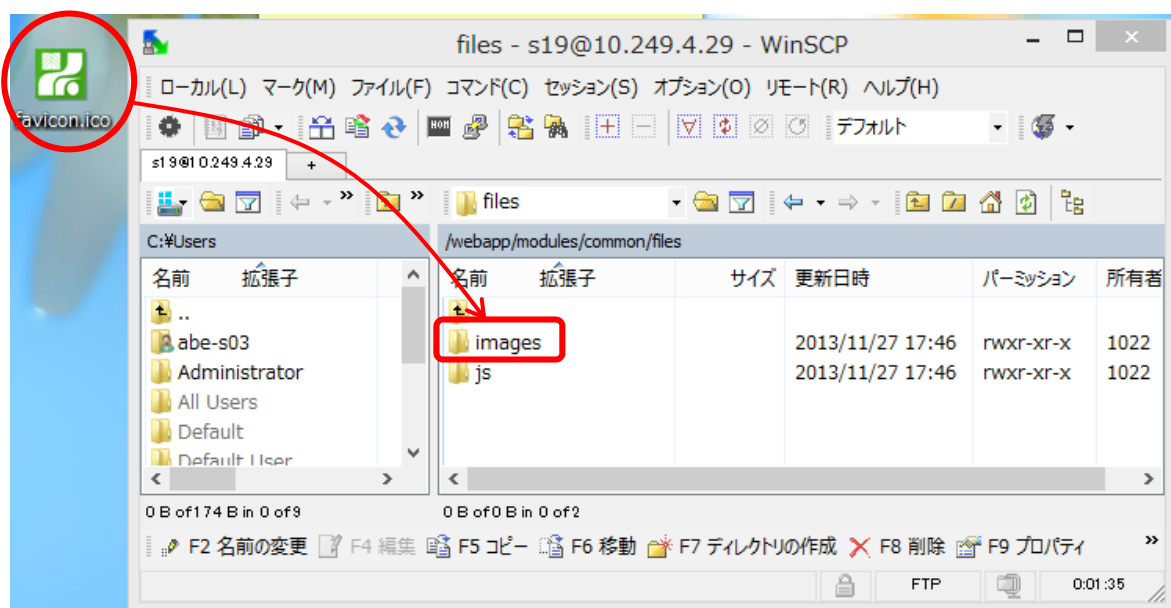 favicon.ico
files - s19@10.249.4.29 - WinSCP
ローカル(L) マーク(M) ファイル(F) コマンド(C) セッション(S) オプション(O) リモート(R) ヘルプ(H)
デフォルト
s19@10.249.4.29 +
files
C:¥Users /webapp/modules/common/files
名前 拡張子 名前 拡張子 サイズ 更新日時 パーミッション 所有者
..
abe-s03 images 2013/11/27 17:46 rwxr-xr-x 1022
Administrator js 2013/11/27 17:46 rwxr-xr-x 1022
All Users
Default
Default User
0 B of 174 B in 0 of 9 0 B of 0 B in 0 of 2
F2 名前の変更 F4 編集 F5 コピー F6 移動 F7 ディレクトリの作成 F8 削除 F9 プロパティ »
FTP 0:01:35